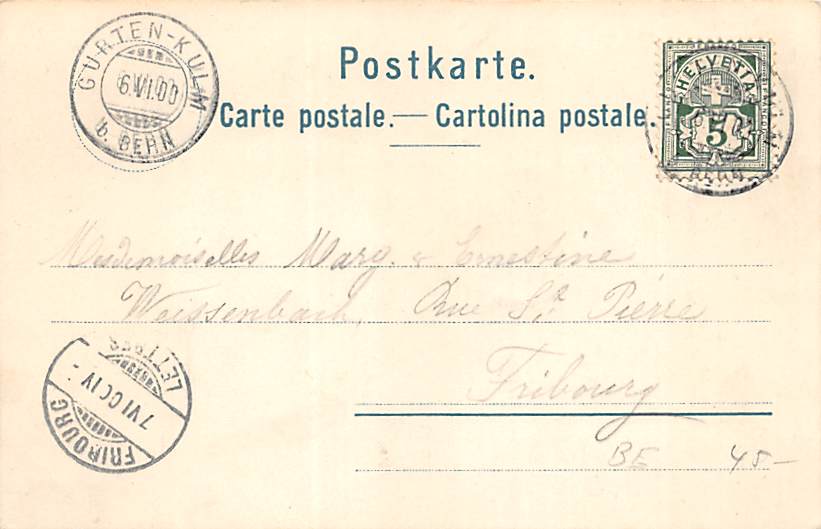 GURTEN-KULM
6.VI.00
b. BERN
Postkarte.
Carte postale. — Cartolina postale.
HELVETIA
5
Mesdemoiselles Marg. & Ernestine
Weissenbach, Rue St. Pierre
Fribourg
LETTRES
7.VI.00 IV
FRIBOURG
BE 45-